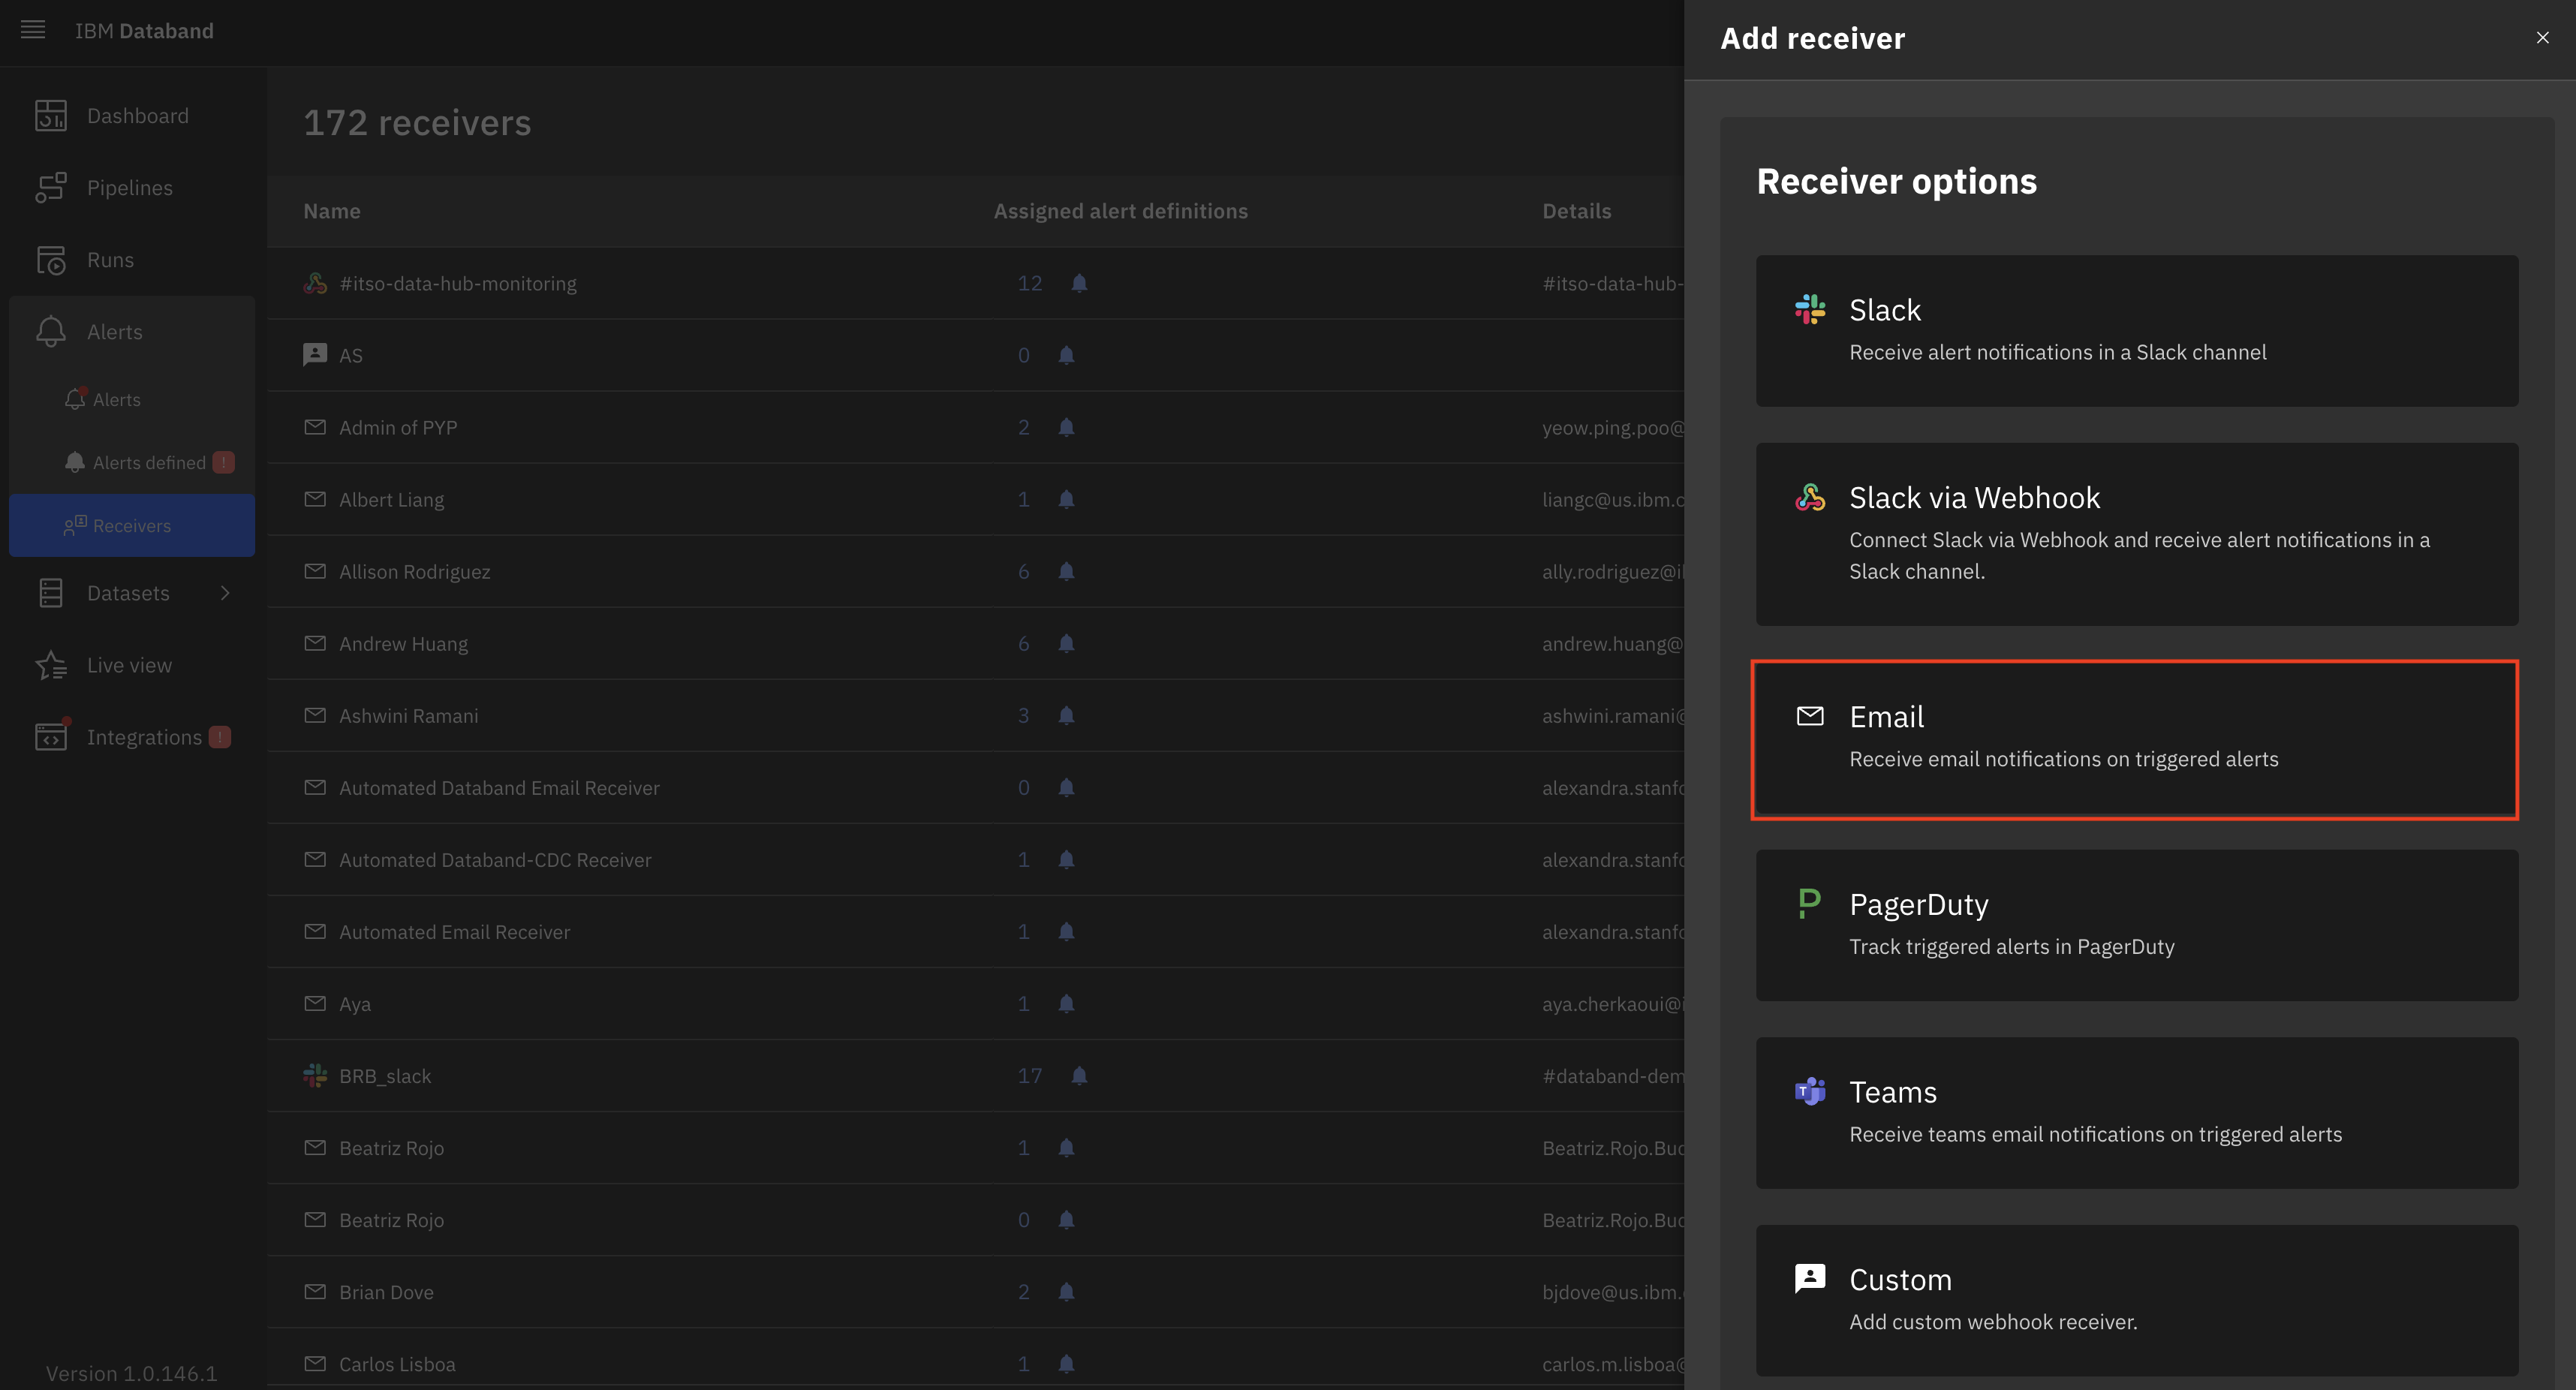 IBM Databand
Dashboard
Pipelines
Runs
Alerts
Alerts
Alerts defined !
Receivers
Datasets
Live view
Integrations !
Version 1.0.146.1
172 receivers
Name Assigned alert definitions Details
#itso-data-hub-monitoring 12 #itso-data-hub-
AS 0
Admin of PYP 2 yeow.ping.poo@
Albert Liang 1 liangc@us.ibm.c
Allison Rodriguez 6 ally.rodriguez@i
Andrew Huang 6 andrew.huang@
Ashwini Ramani 3 ashwini.ramani@
Automated Databand Email Receiver 0 alexandra.stanfo
Automated Databand-CDC Receiver 1 alexandra.stanfo
Automated Email Receiver 1 alexandra.stanfo
Aya 1 aya.cherkaoui@i
BRB_slack 17 #databand-dem
Beatriz Rojo 1 Beatriz.Rojo.Buc
Beatriz Rojo 0 Beatriz.Rojo.Buc
Brian Dove 2 bjdove@us.ibm.
Carlos Lisboa 1 carlos.m.lisboa@
Add receiver
Receiver options
Slack
Receive alert notifications in a Slack channel
Slack via Webhook
Connect Slack via Webhook and receive alert notifications in a
Slack channel.
Email
Receive email notifications on triggered alerts
PagerDuty
Track triggered alerts in PagerDuty
Teams
Receive teams email notifications on triggered alerts
Custom
Add custom webhook receiver.